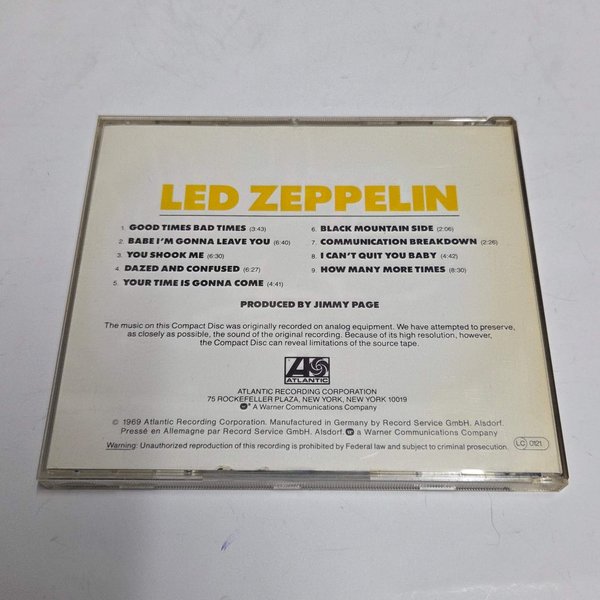 LED ZEPPELIN
1. GOOD TIMES BAD TIMES (3:43)
2. BABE I'M GONNA LEAVE YOU (6:40)
3. YOU SHOOK ME (6:30)
4. DAZED AND CONFUSED (6:27)
5. YOUR TIME IS GONNA COME (4:41)
6. BLACK MOUNTAIN SIDE (2:06)
7. COMMUNICATION BREAKDOWN (2:26)
8. I CAN'T QUIT YOU BABY (4:42)
9. HOW MANY MORE TIMES (8:30)
PRODUCED BY JIMMY PAGE
The music on this Compact Disc was originally recorded on analog equipment. We have attempted to preserve,
as closely as possible, the sound of the original recording. Because of its high resolution, however,
the Compact Disc can reveal limitations of the source tape.
ATLANTIC
ATLANTIC RECORDING CORPORATION
75 ROCKEFELLER PLAZA, NEW YORK, NEW YORK 10019
A Warner Communications Company
© 1969 Atlantic Recording Corporation. Manufactured in Germany by Record Service GmbH. Alsdorf.
Pressé en Allemagne par Record Service GmbH. Alsdorf. a Warner Communications Company
Warning: Unauthorized reproduction of this recording is prohibited by Federal law and subject to criminal prosecution.
LC 0121